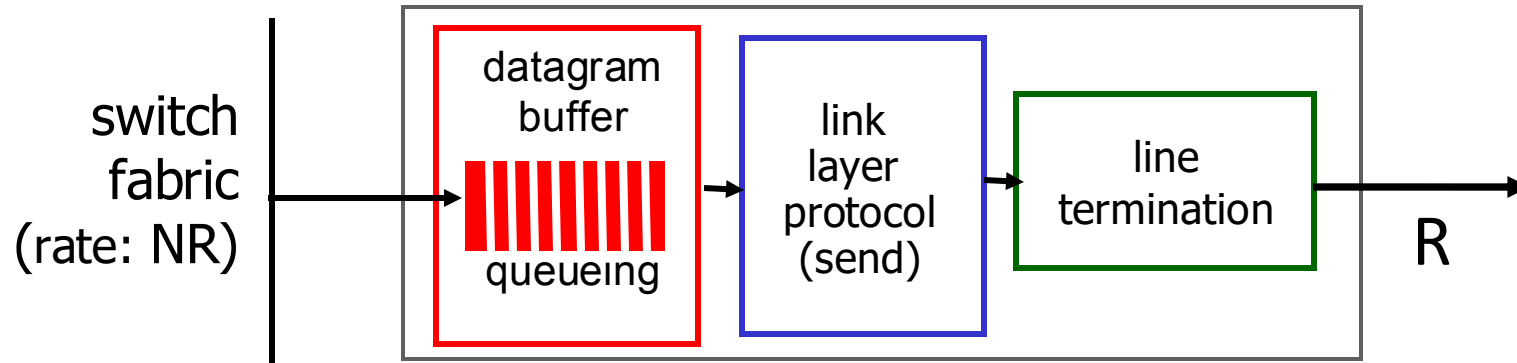 switch
fabric
(rate: NR)
datagram
buffer
queueing
link
layer
protocol
(send)
line
termination
R